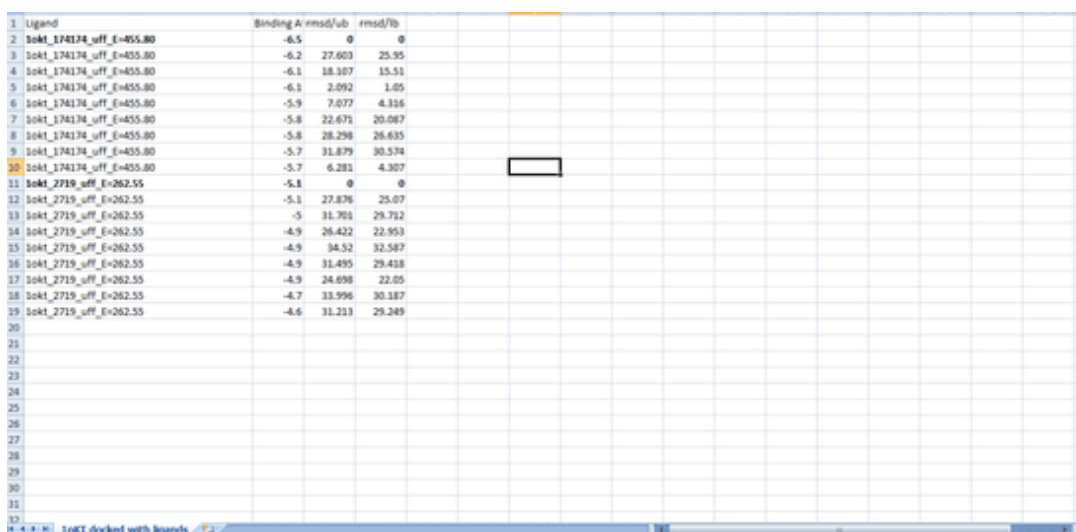 1 Ligand Binding A rmsd/ub rmsd/lb
2 1okt_174174_uff_E=455.80 -6.5 0 0
3 1okt_174174_uff_E=455.80 -6.2 27.603 25.95
4 1okt_174174_uff_E=455.80 -6.1 18.107 15.51
5 1okt_174174_uff_E=455.80 -6.1 2.092 1.05
6 1okt_174174_uff_E=455.80 -5.9 7.077 4.316
7 1okt_174174_uff_E=455.80 -5.8 22.671 20.087
8 1okt_174174_uff_E=455.80 -5.8 28.298 26.635
9 1okt_174174_uff_E=455.80 -5.7 31.879 30.574
10 1okt_174174_uff_E=455.80 -5.7 6.281 4.307
11 1okt_2719_uff_E=262.55 -5.1 0 0
12 1okt_2719_uff_E=262.55 -5.1 27.876 25.07
13 1okt_2719_uff_E=262.55 -5 31.701 29.712
14 1okt_2719_uff_E=262.55 -4.9 26.422 22.953
15 1okt_2719_uff_E=262.55 -4.9 34.52 32.587
16 1okt_2719_uff_E=262.55 -4.9 31.495 29.418
17 1okt_2719_uff_E=262.55 -4.9 24.698 22.05
18 1okt_2719_uff_E=262.55 -4.7 33.996 30.187
19 1okt_2719_uff_E=262.55 -4.6 31.213 29.249
20
21
22
23
24
25
26
27
28
29
30
31
32
1oKT docked with ligands